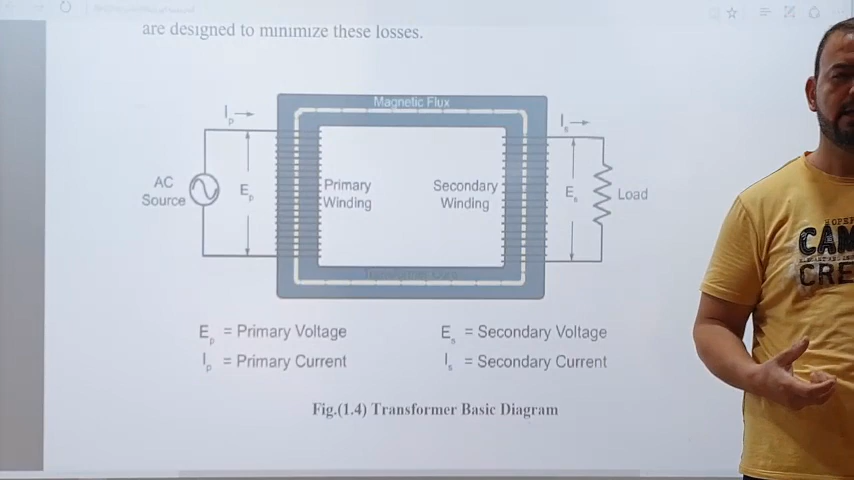 are designed to minimize these losses.
Magnetic Flux
Ip
Is
AC
Source
Ep
Primary
Winding
Secondary
Winding
Es
Load
Transformer Core
Ep = Primary Voltage
Es = Secondary Voltage
Ip = Primary Current
Is = Secondary Current
Fig.(1.4) Transformer Basic Diagram
CAM
CRE